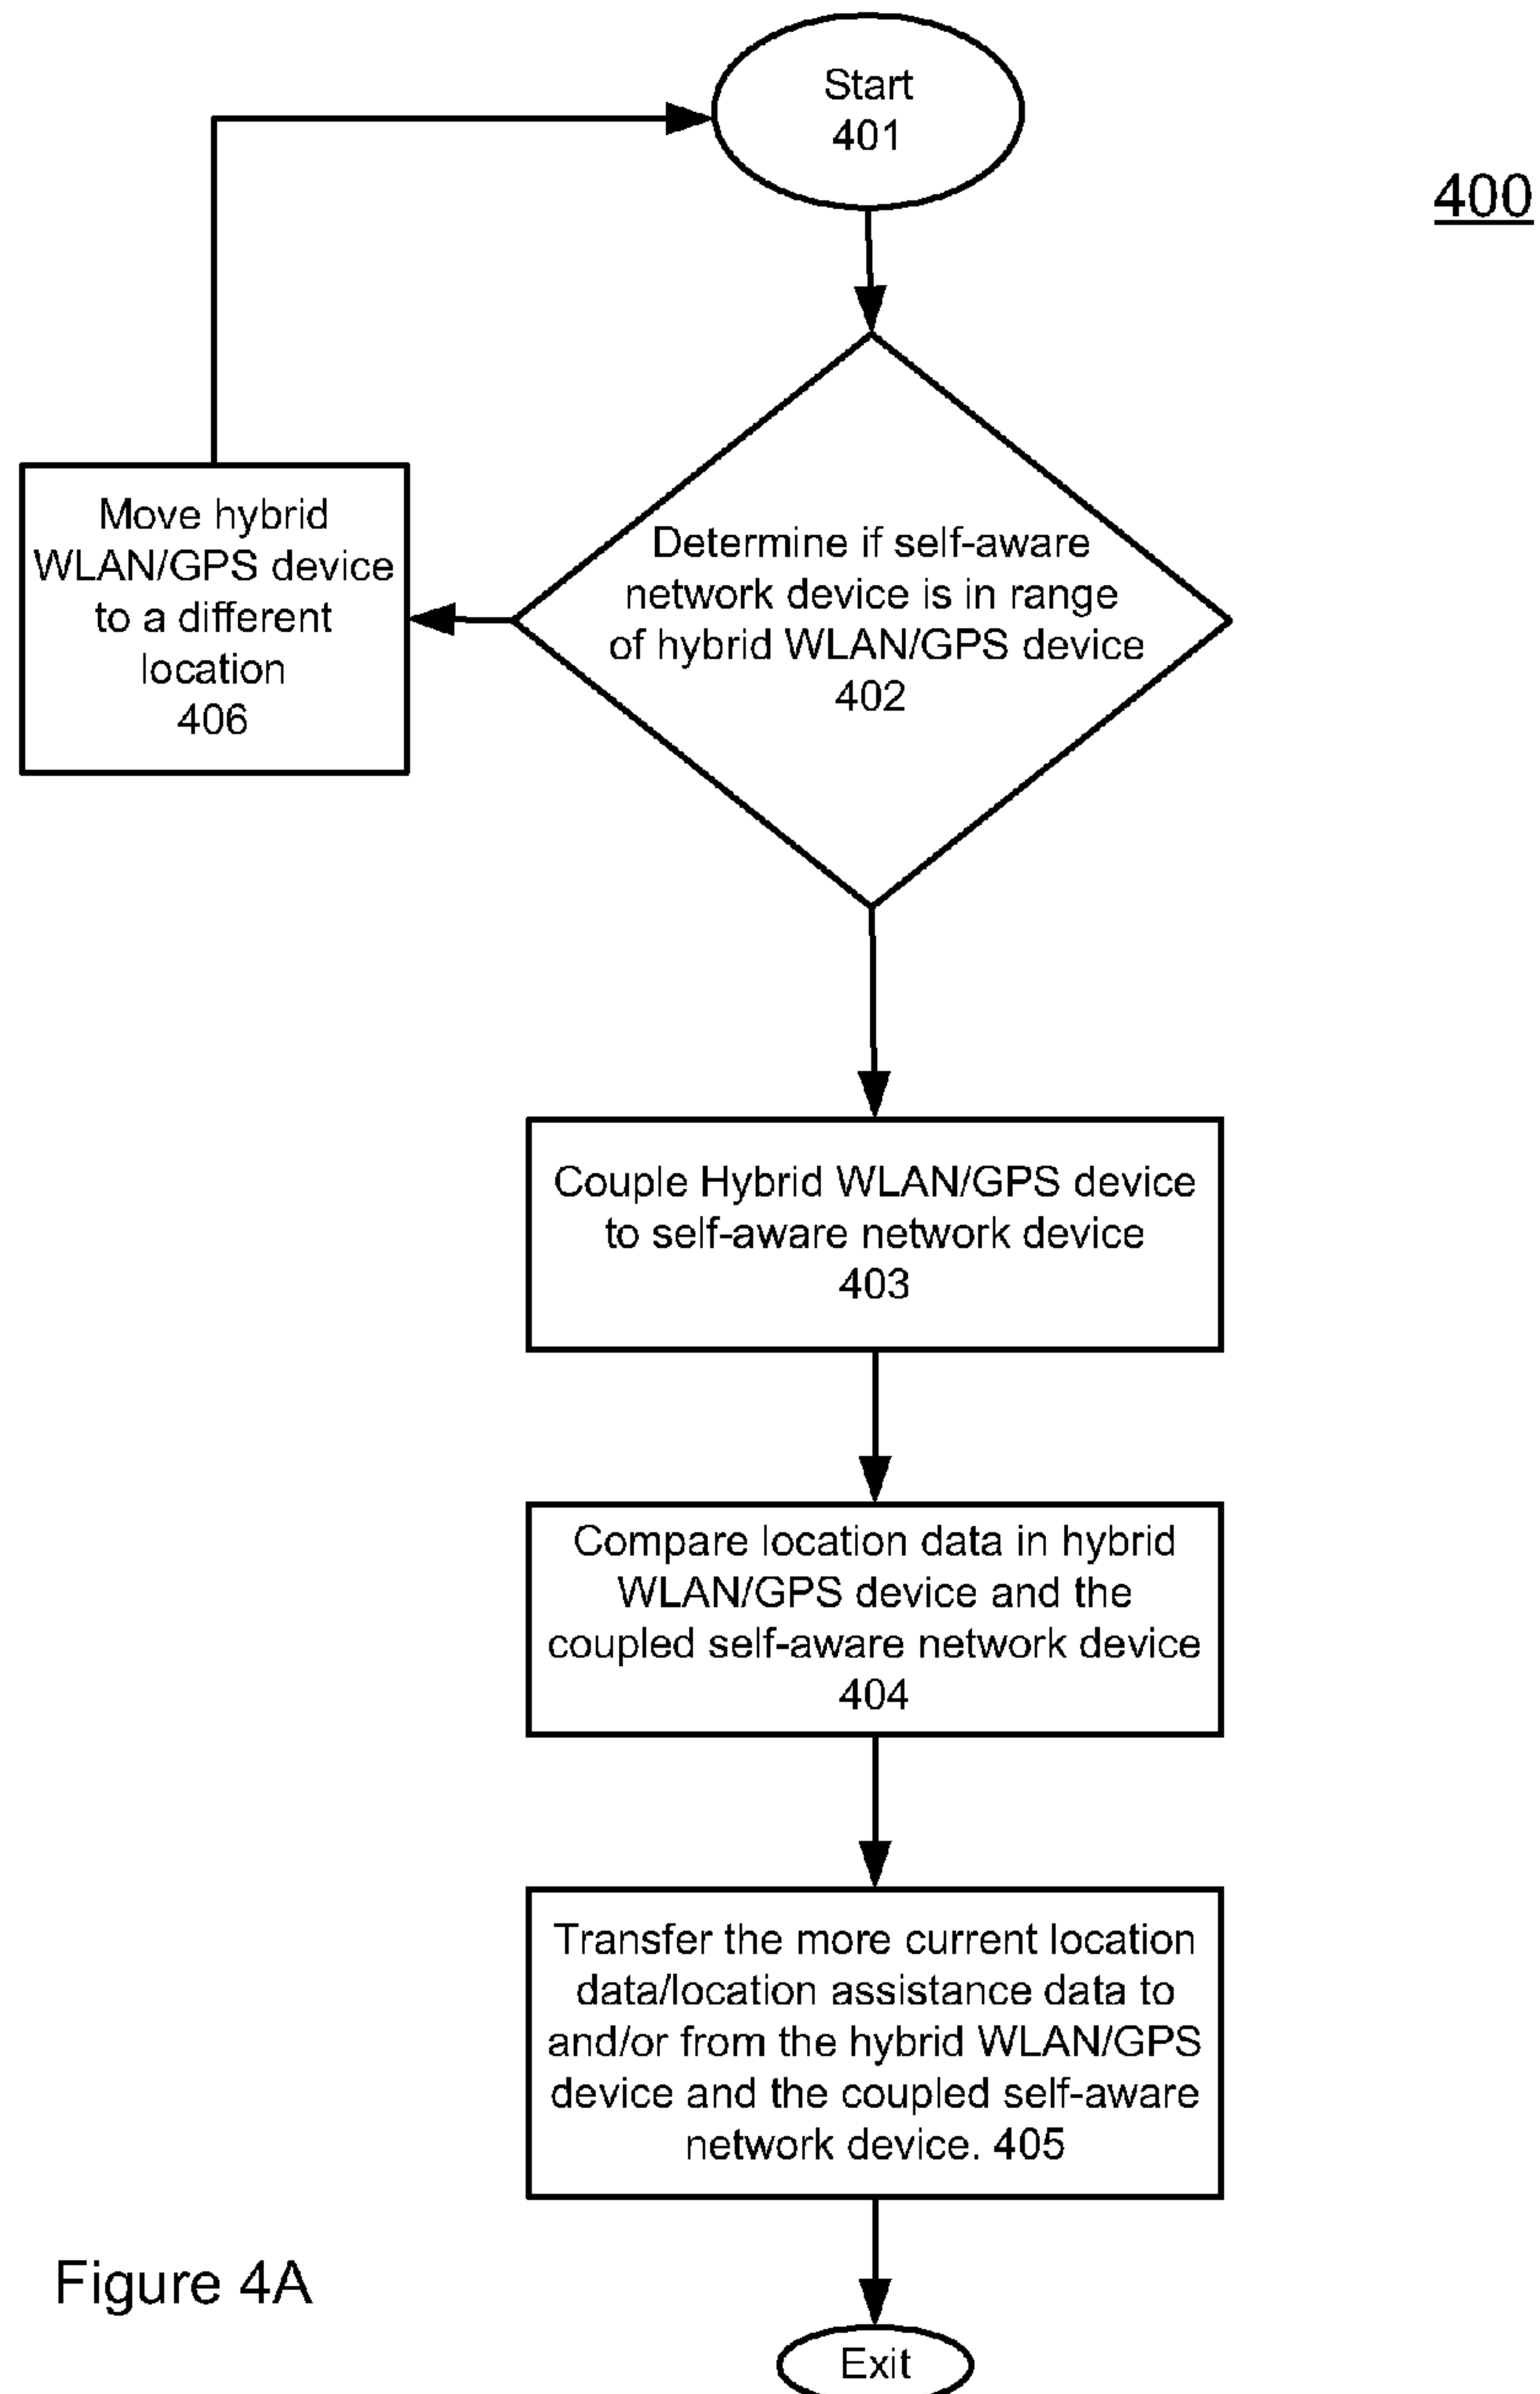 Start
401
400
Determine if self-aware
network device is in range
of hybrid WLAN/GPS device
402
Move hybrid
WLAN/GPS device
to a different
location
406
Couple Hybrid WLAN/GPS device
to self-aware network device
403
Compare location data in hybrid
WLAN/GPS device and the
coupled self-aware network device
404
Transfer the more current location
data/location assistance data to
and/or from the hybrid WLAN/GPS
device and the coupled self-aware
network device. 405
Figure 4A
Exit